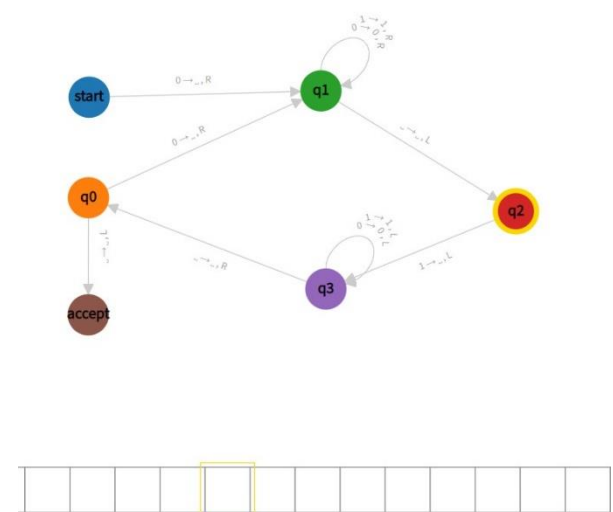 1→1,R
0→0,R
start
0→_,R
q1
0→_,R
_→_,L
q0
q2
1→1,L
0→0,L
_→_,L
_→_,R
1→_,L
q3
accept